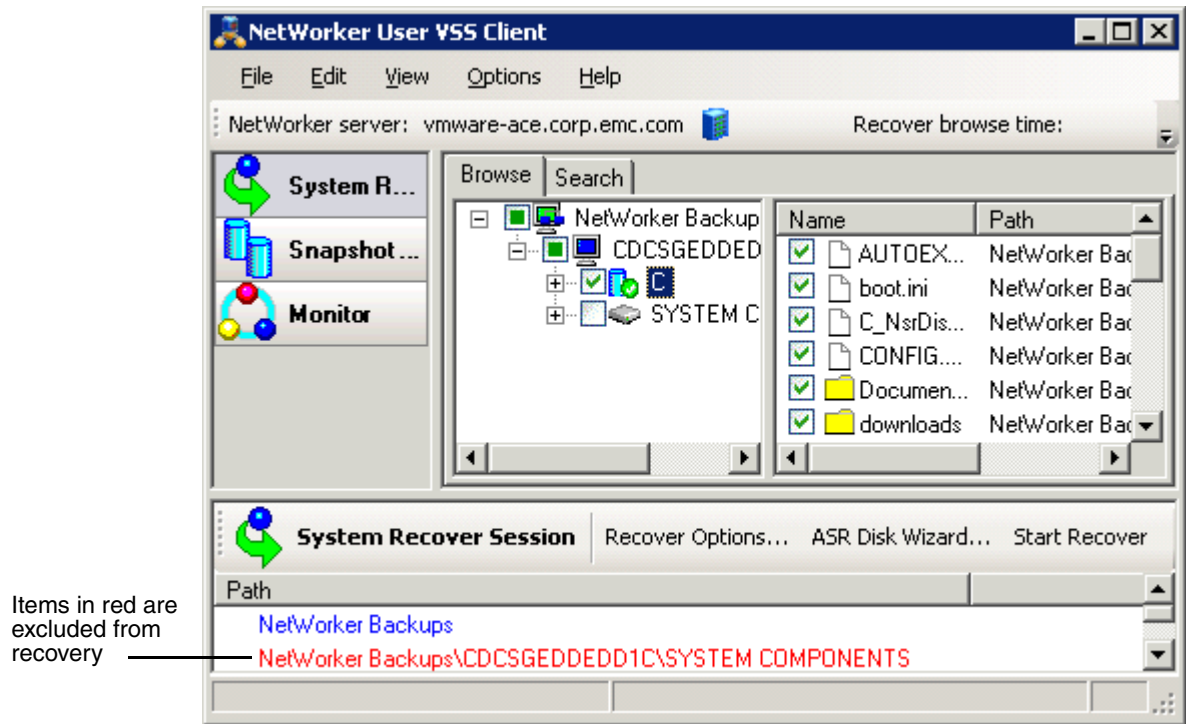 NetWorker User VSS Client
File Edit View Options Help
NetWorker server: vmware-ace.corp.emc.com Recover browse time:
System R...
Snapshot ...
Monitor
Browse Search
NetWorker Backup
CDCSGEDDED
C
SYSTEM C
Name Path
AUTOEX... NetWorker Bac
boot.ini NetWorker Bac
C_NsrDis... NetWorker Bac
CONFIG.... NetWorker Bac
Documen... NetWorker Bac
downloads NetWorker Bac
System Recover Session Recover Options... ASR Disk Wizard... Start Recover
Path
NetWorker Backups
NetWorker Backups\CDCSGEDDEDD1C\SYSTEM COMPONENTS
Items in red are
excluded from
recovery